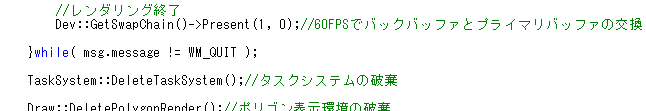 //レンダリング終了
Dev::GetSwapChain()->Present(1, 0);//60FPSでバックバッファとプライマリバッファの交換
}while( msg.message != WM_QUIT );
TaskSystem::DeleteTaskSystem();//タスクシステムの破棄
Draw::DeletePolygonRender();//ポリゴン表示環境の破棄